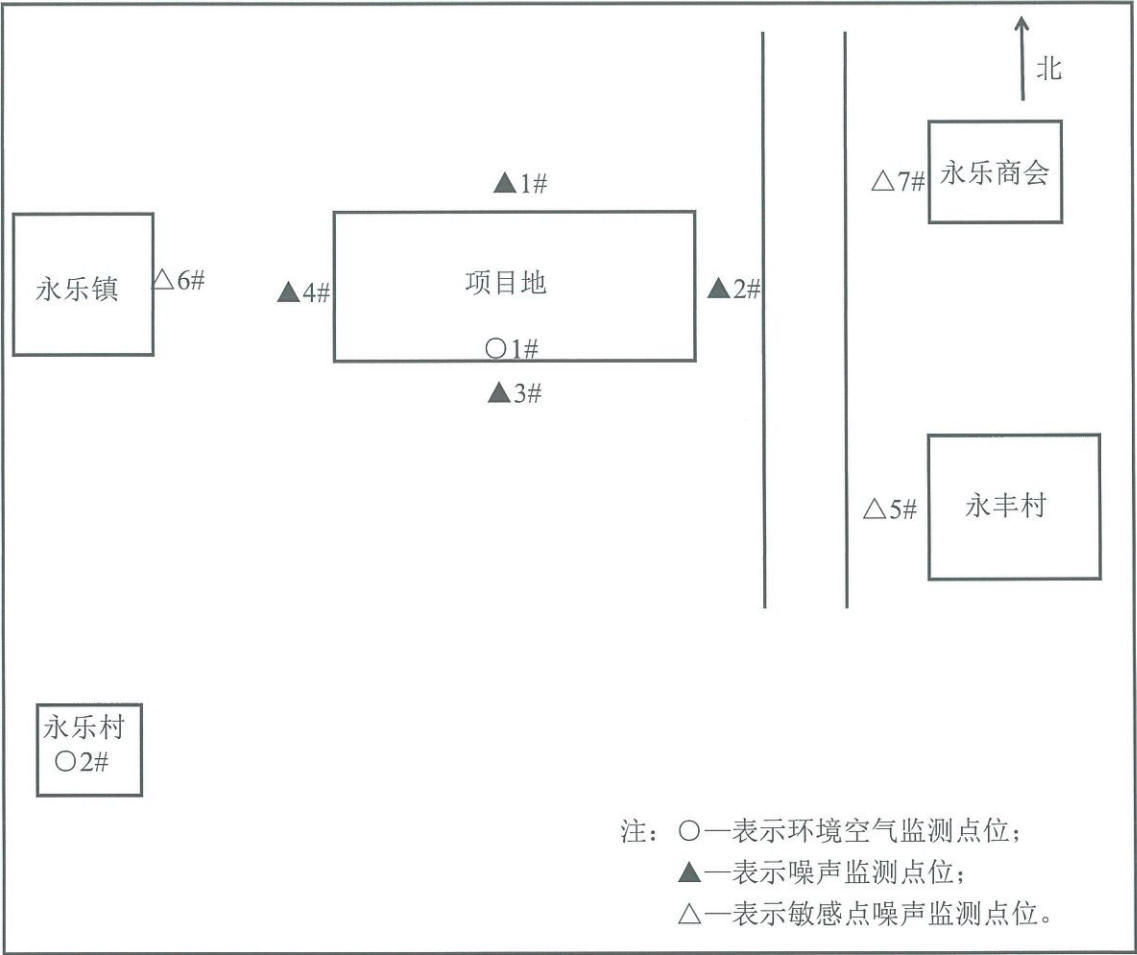 北
永乐商会
△7#
▲1#
永乐镇
△6#
▲4#
项目地
○1#
▲2#
▲3#
△5#
永丰村
永乐村
○2#
注：○—表示环境空气监测点位；
▲—表示噪声监测点位；
△—表示敏感点噪声监测点位。